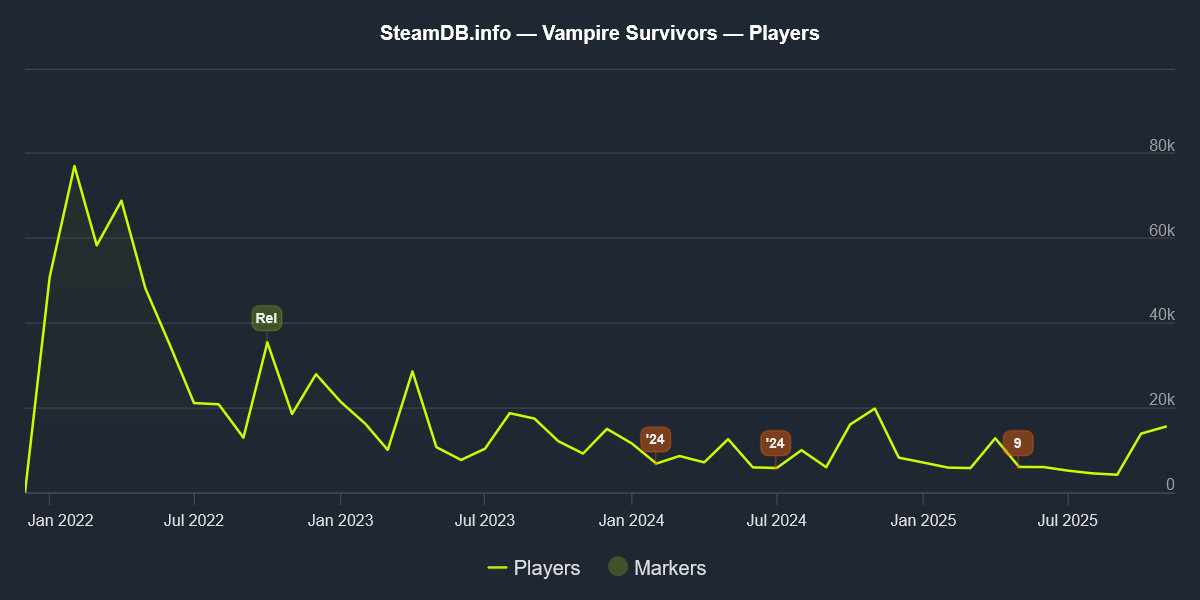 SteamDB.info — Vampire Survivors — Players
80k
60k
Rel
40k
20k
'24
'24
9
0
Jan 2022
Jul 2022
Jan 2023
Jul 2023
Jan 2024
Jul 2024
Jan 2025
Jul 2025
Players
Markers